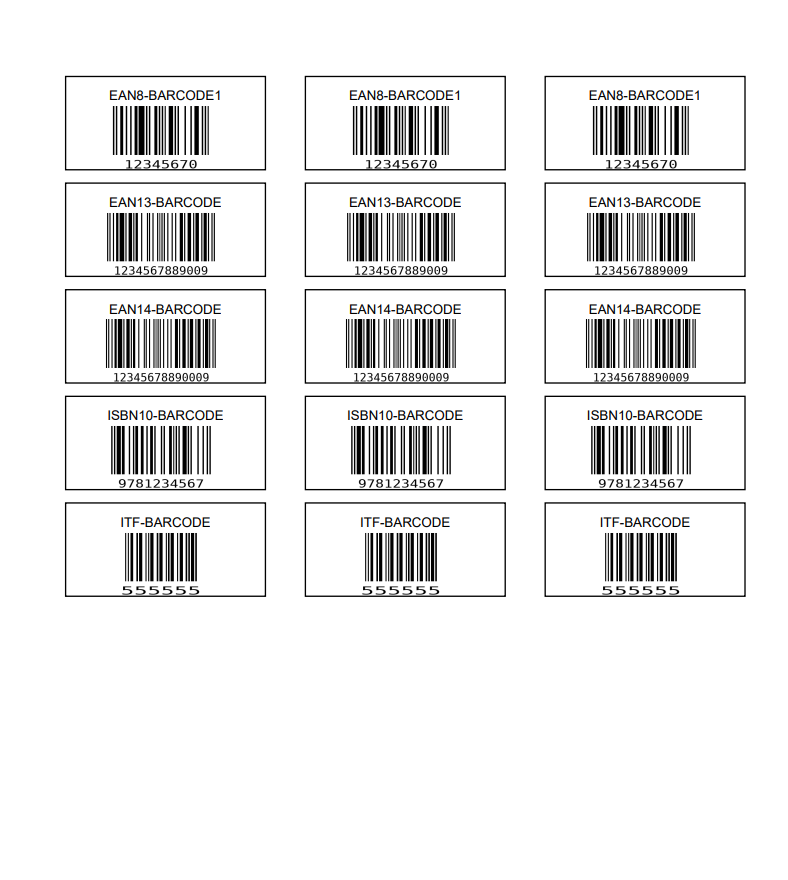 EAN8-BARCODE1 EAN8-BARCODE1 EAN8-BARCODE1
12345670 12345670 12345670
EAN13-BARCODE EAN13-BARCODE EAN13-BARCODE
1234567889009 1234567889009 1234567889009
EAN14-BARCODE EAN14-BARCODE EAN14-BARCODE
12345678890009 12345678890009 12345678890009
ISBN10-BARCODE ISBN10-BARCODE ISBN10-BARCODE
9781234567 9781234567 9781234567
ITF-BARCODE ITF-BARCODE ITF-BARCODE
555555 555555 555555